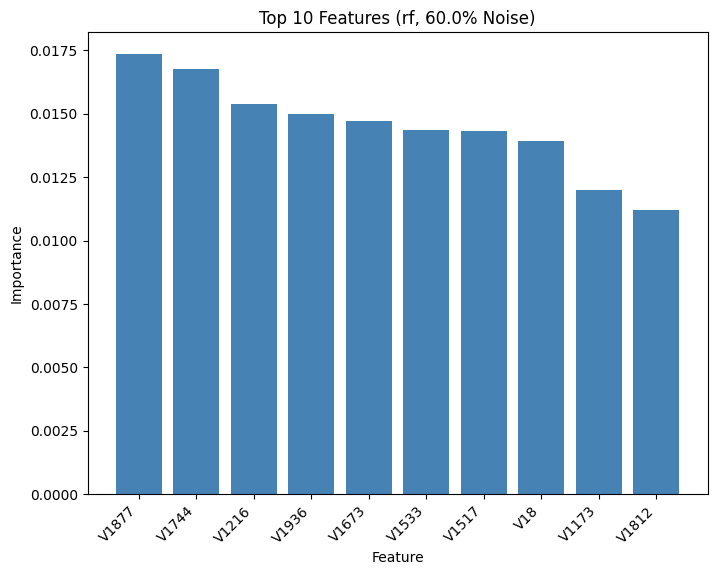 Top 10 Features (rf, 60.0% Noise)
Importance
0.0175
0.0150
0.0125
0.0100
0.0075
0.0050
0.0025
0.0000
V1877
V1744
V1216
V1936
V1673
V1533
V1517
V18
V1173
V1812
Feature